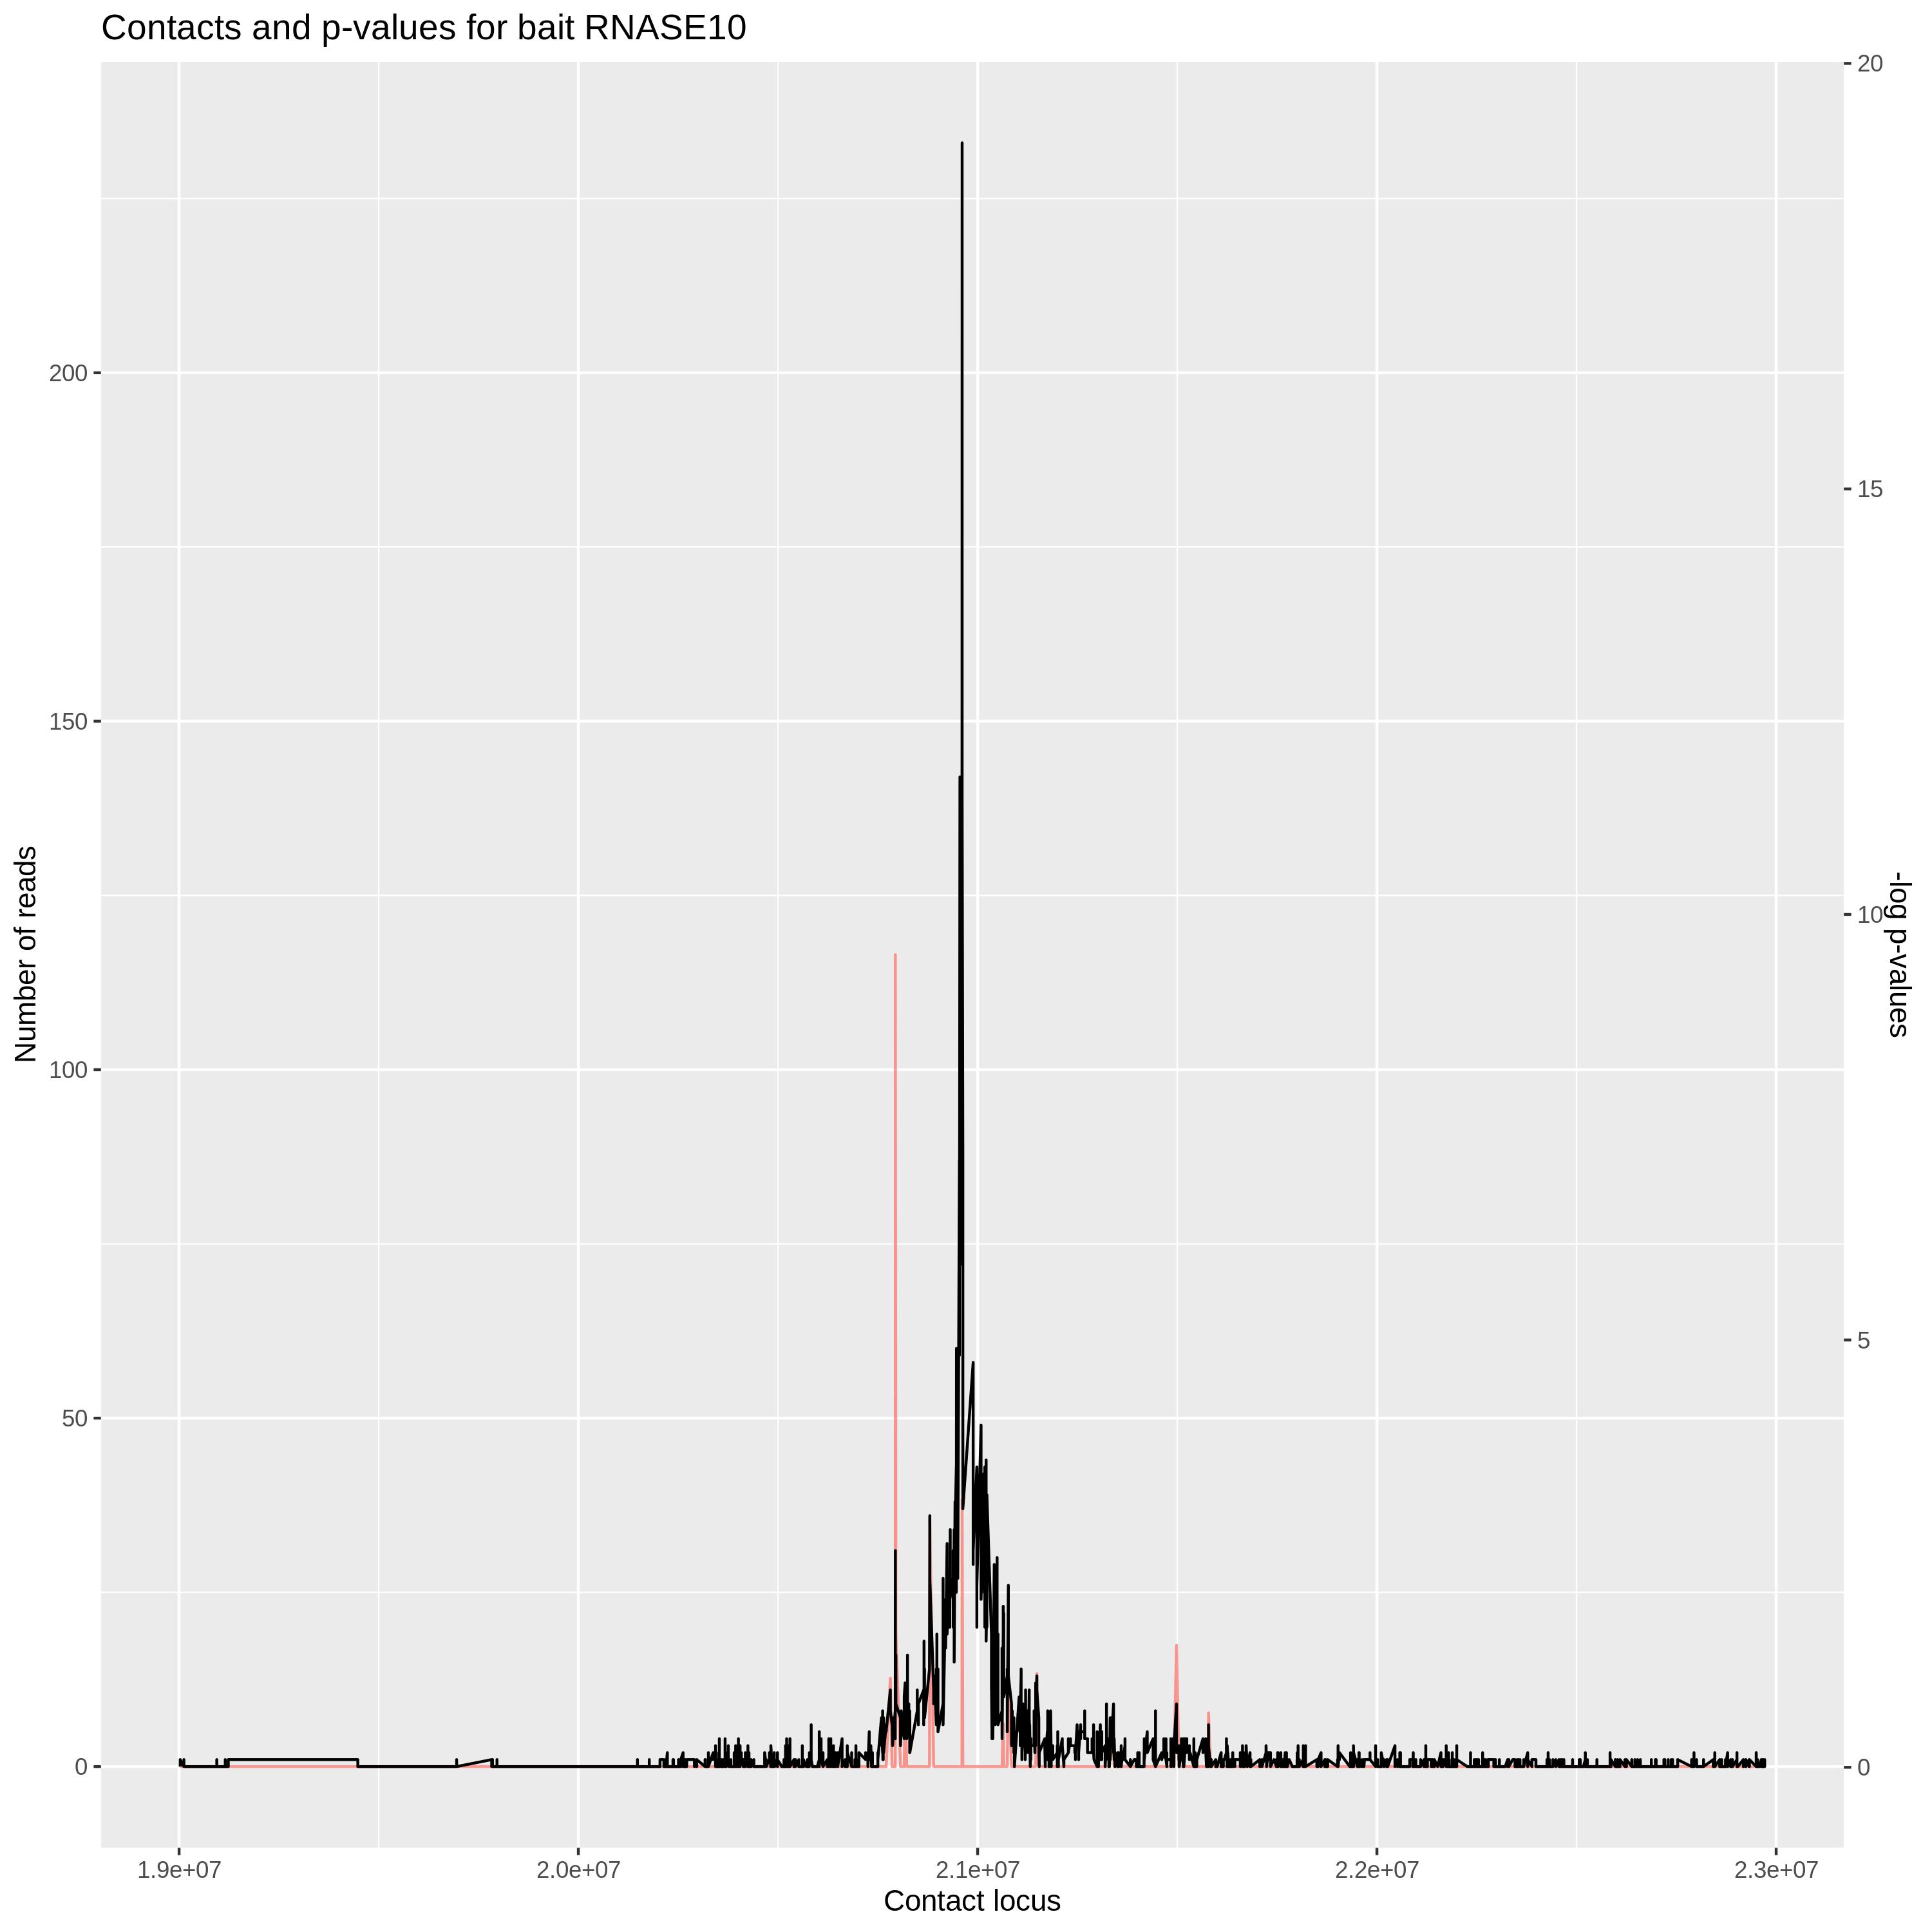 Contacts and p-values for bait RNASE10
20
200
15
150
10
100
5
50
0
0
Number of reads
-log p-values
1.9e+07 2.0e+07 2.1e+07 2.2e+07 2.3e+07
Contact locus